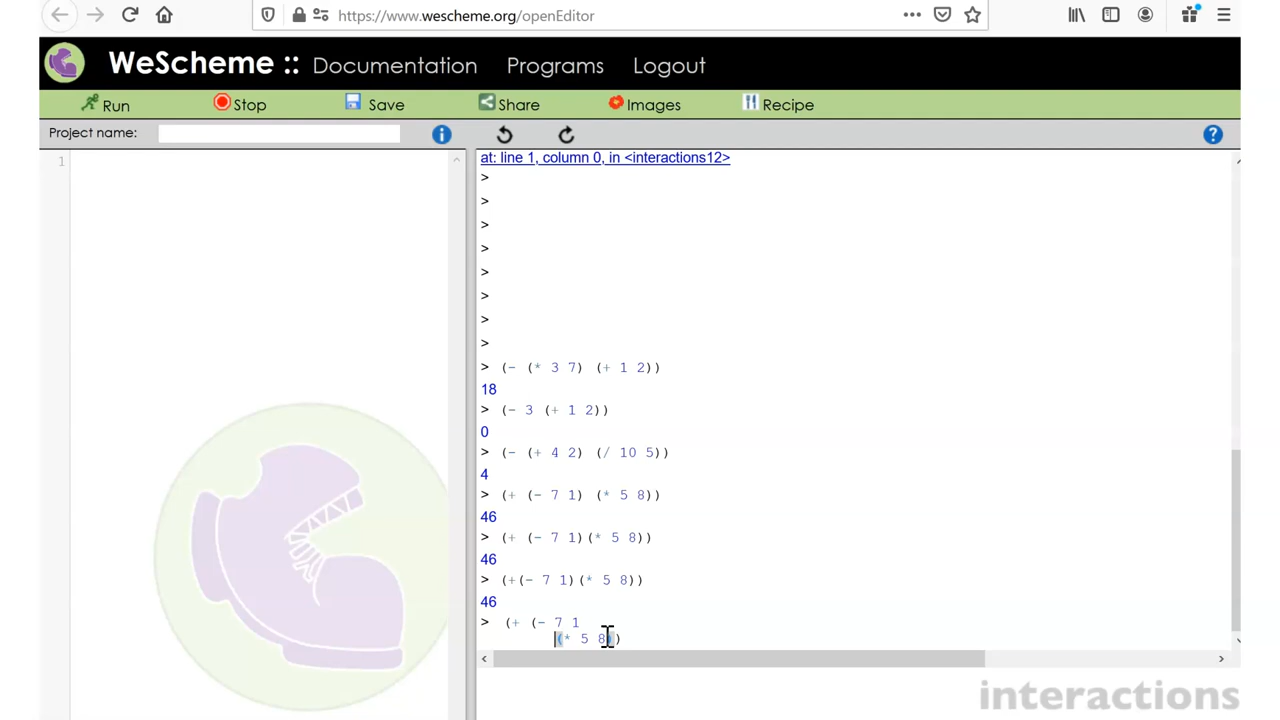 https://www.wescheme.org/openEditor
WeScheme :: Documentation Programs Logout
Run Stop Save Share Images Recipe
Project name:
1
at: line 1, column 0, in <interactions12>
>
>
>
>
>
>
>
>
> (- (* 3 7) (+ 1 2))
18
> (- 3 (+ 1 2))
0
> (- (+ 4 2) (/ 10 5))
4
> (+ (- 7 1) (* 5 8))
46
> (+ (- 7 1)(* 5 8))
46
> (+(- 7 1)(* 5 8))
46
> (+ (- 7 1
(* 5 8))
interactions